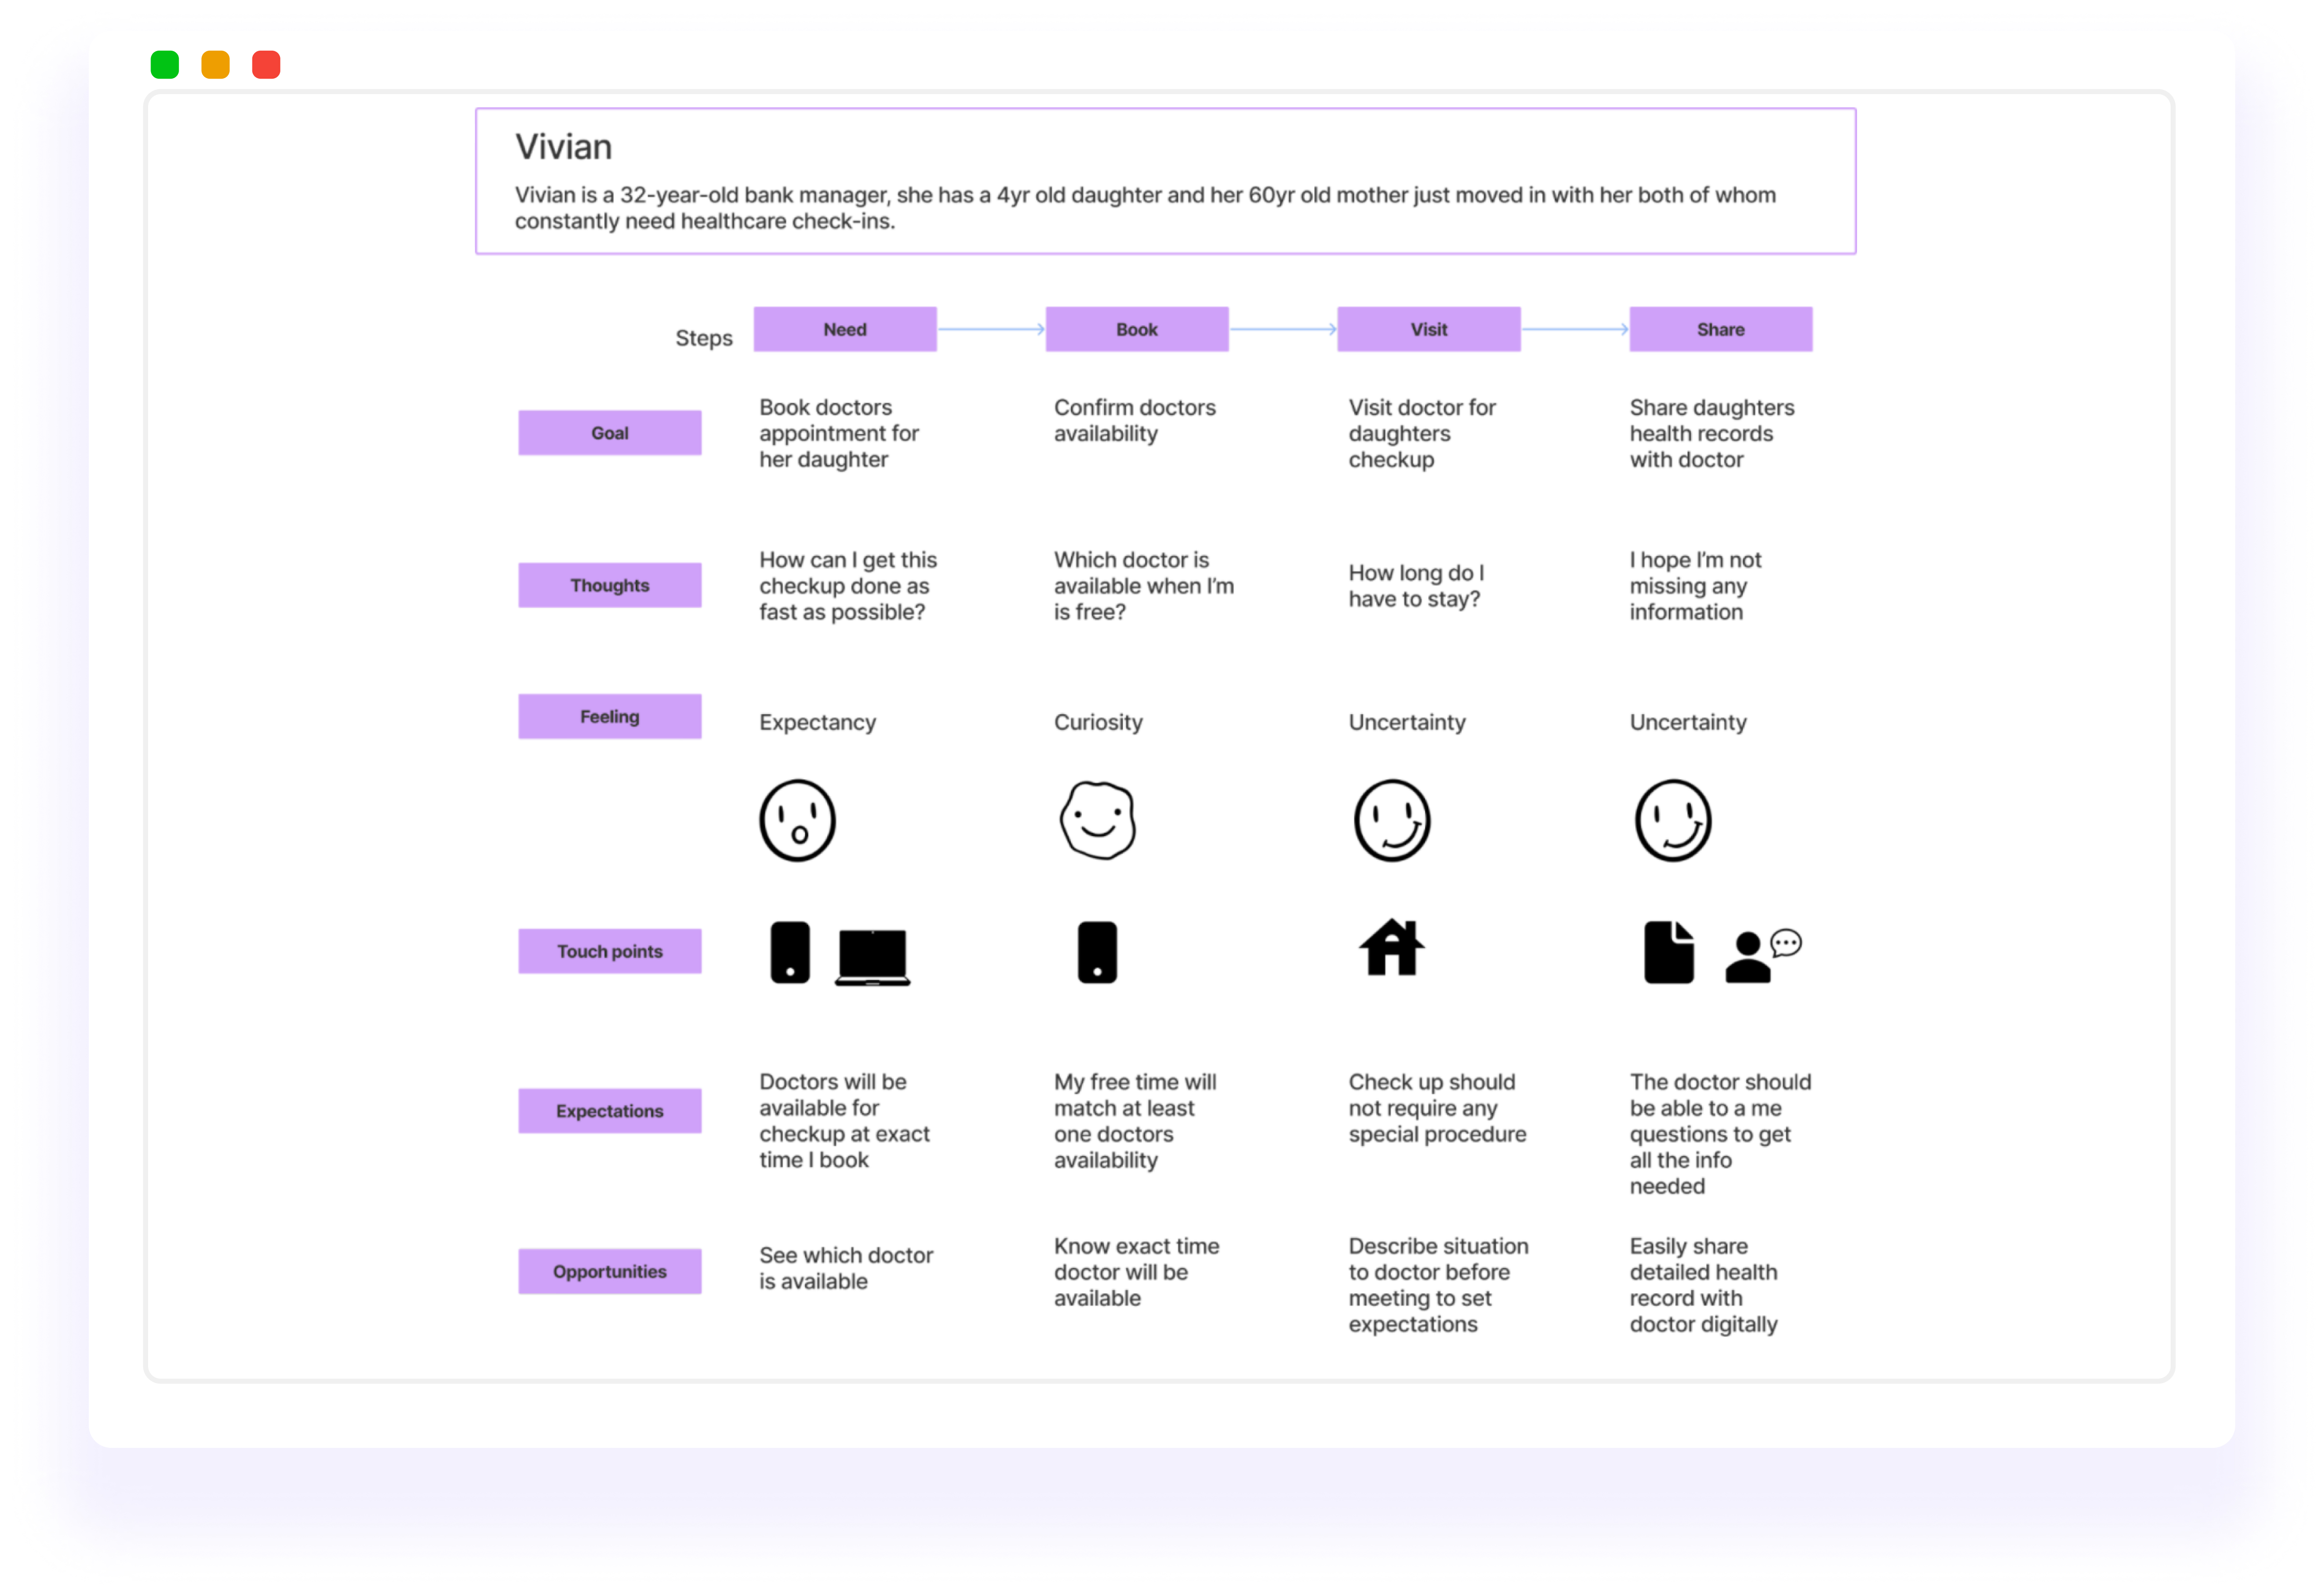 Vivian
Vivian is a 32-year-old bank manager, she has a 4yr old daughter and her 60yr old mother just moved in with her both of whom
constantly need healthcare check-ins.
Steps
Need
Book
Visit
Share
Goal
Book doctors
appointment for
her daughter
Confirm doctors
availability
Visit doctor for
daughters
checkup
Share daughters
health records
with doctor
Thoughts
How can I get this
checkup done as
fast as possible?
Which doctor is
available when I’m
is free?
How long do I
have to stay?
I hope I’m not
missing any
information
Feeling
Expectancy
Curiosity
Uncertainty
Uncertainty
Touch points
Expectations
Doctors will be
available for
checkup at exact
time I book
My free time will
match at least
one doctors
availability
Check up should
not require any
special procedure
The doctor should
be able to a me
questions to get
all the info
needed
Opportunities
See which doctor
is available
Know exact time
doctor will be
available
Describe situation
to doctor before
meeting to set
expectations
Easily share
detailed health
record with
doctor digitally